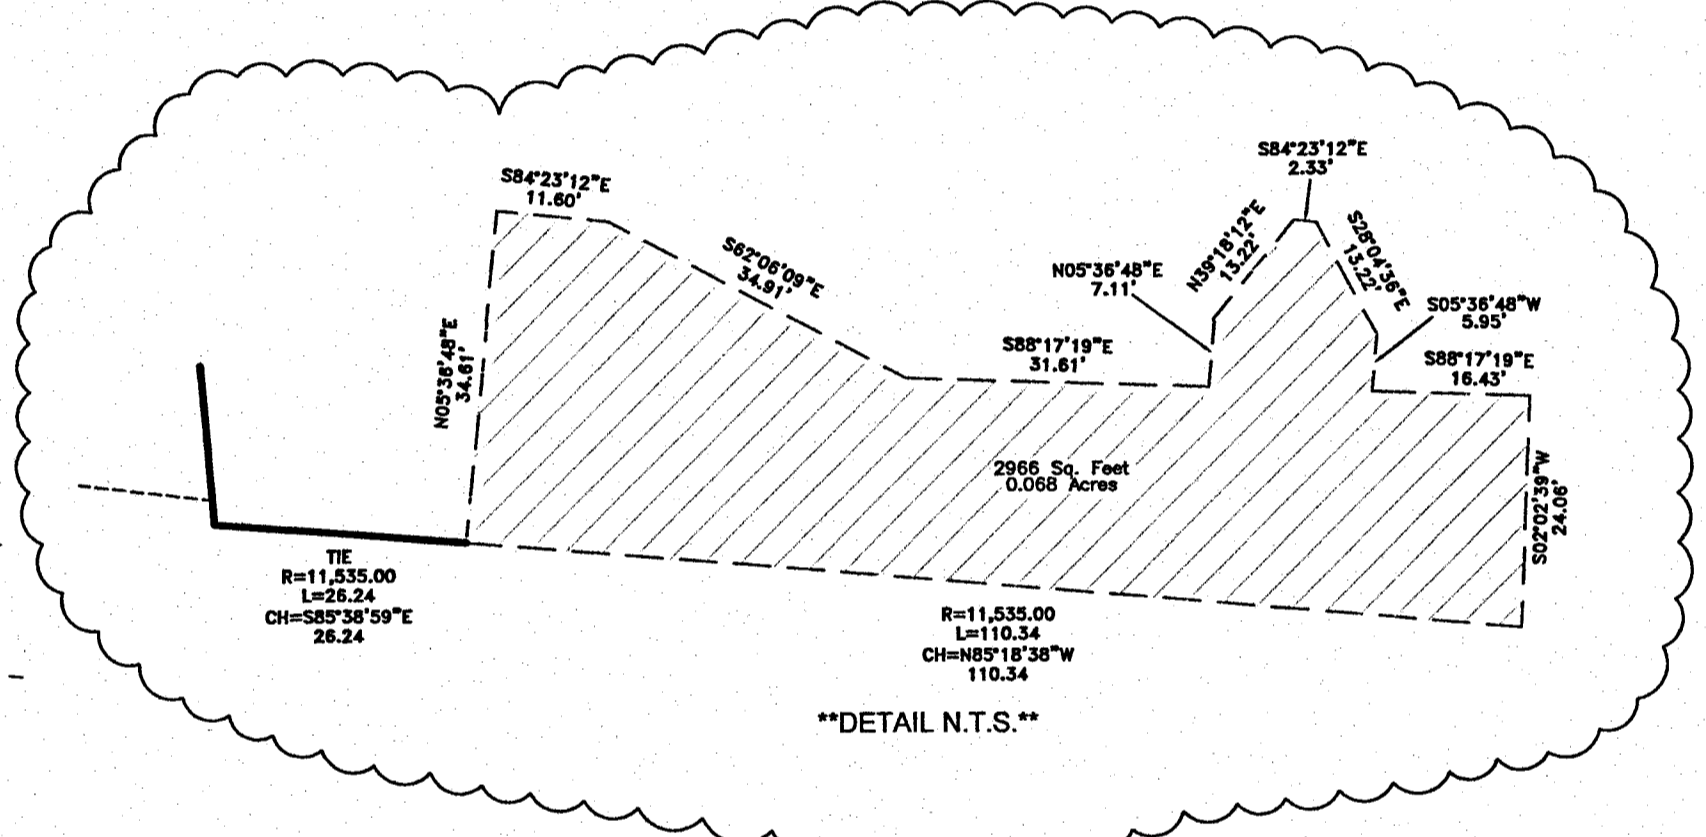 S84°23'12"E
11.60'
S62°06'09"E
34.91'
N05°36'48"E
34.61'
S88°17'19"E
31.61'
N05°36'48"E
7.11'
N39°18'12"E
13.22'
S84°23'12"E
2.33'
S28°04'36"E
13.22'
S05°36'48"W
5.95'
S88°17'19"E
16.43'
S02°02'39"W
24.06'
2966 Sq. Feet
0.068 Acres
TIE
R=11,535.00
L=26.24
CH=S85°38'59"E
26.24
R=11,535.00
L=110.34
CH=N85°18'38"W
110.34
**DETAIL N.T.S.**